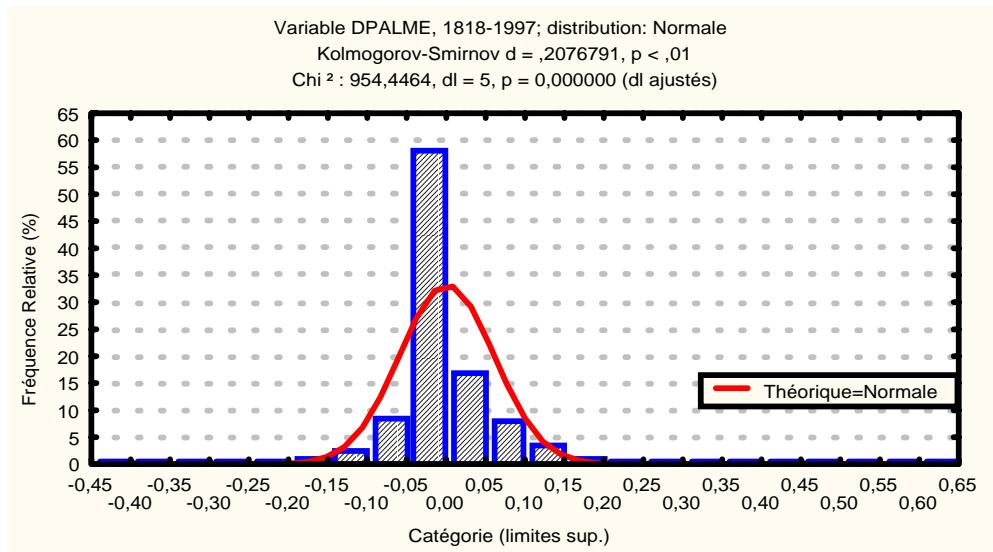 Variable DPALME, 1818-1997; distribution: Normale
Kolmogorov-Smirnov d = ,2076791, p < ,01
Chi ² : 954,4464, dl = 5, p = 0,000000 (dl ajustés)
Fréquence Relative (%)
65
60
55
50
45
40
35
30
25
20
15
10
5
0
Théorique=Normale
-0,45 -0,35 -0,25 -0,15 -0,05 0,05 0,15 0,25 0,35 0,45 0,55 0,65
-0,40 -0,30 -0,20 -0,10 0,00 0,10 0,20 0,30 0,40 0,50 0,60
Catégorie (limites sup.)